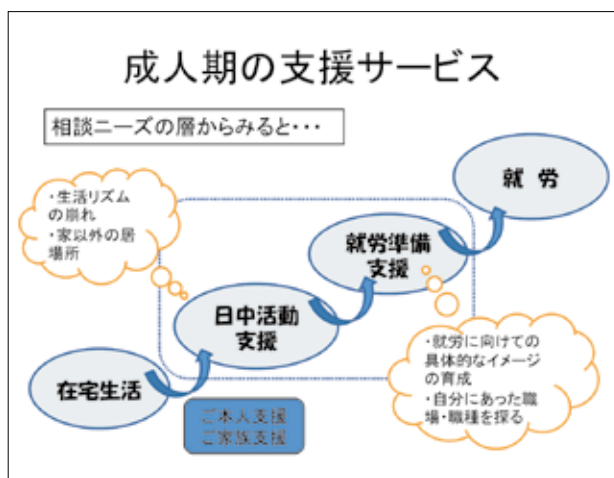 成人期の支援サービス
相談ニーズの層からみると・・・
就 労
・生活リズム
の崩れ
・家以外の居
場所
就労準備
支援
日中活動
支援
・就労に向けての
具体的なイメージ
の育成
・自分にあった職
場・職種を探る
在宅生活
ご本人支援
ご家族支援